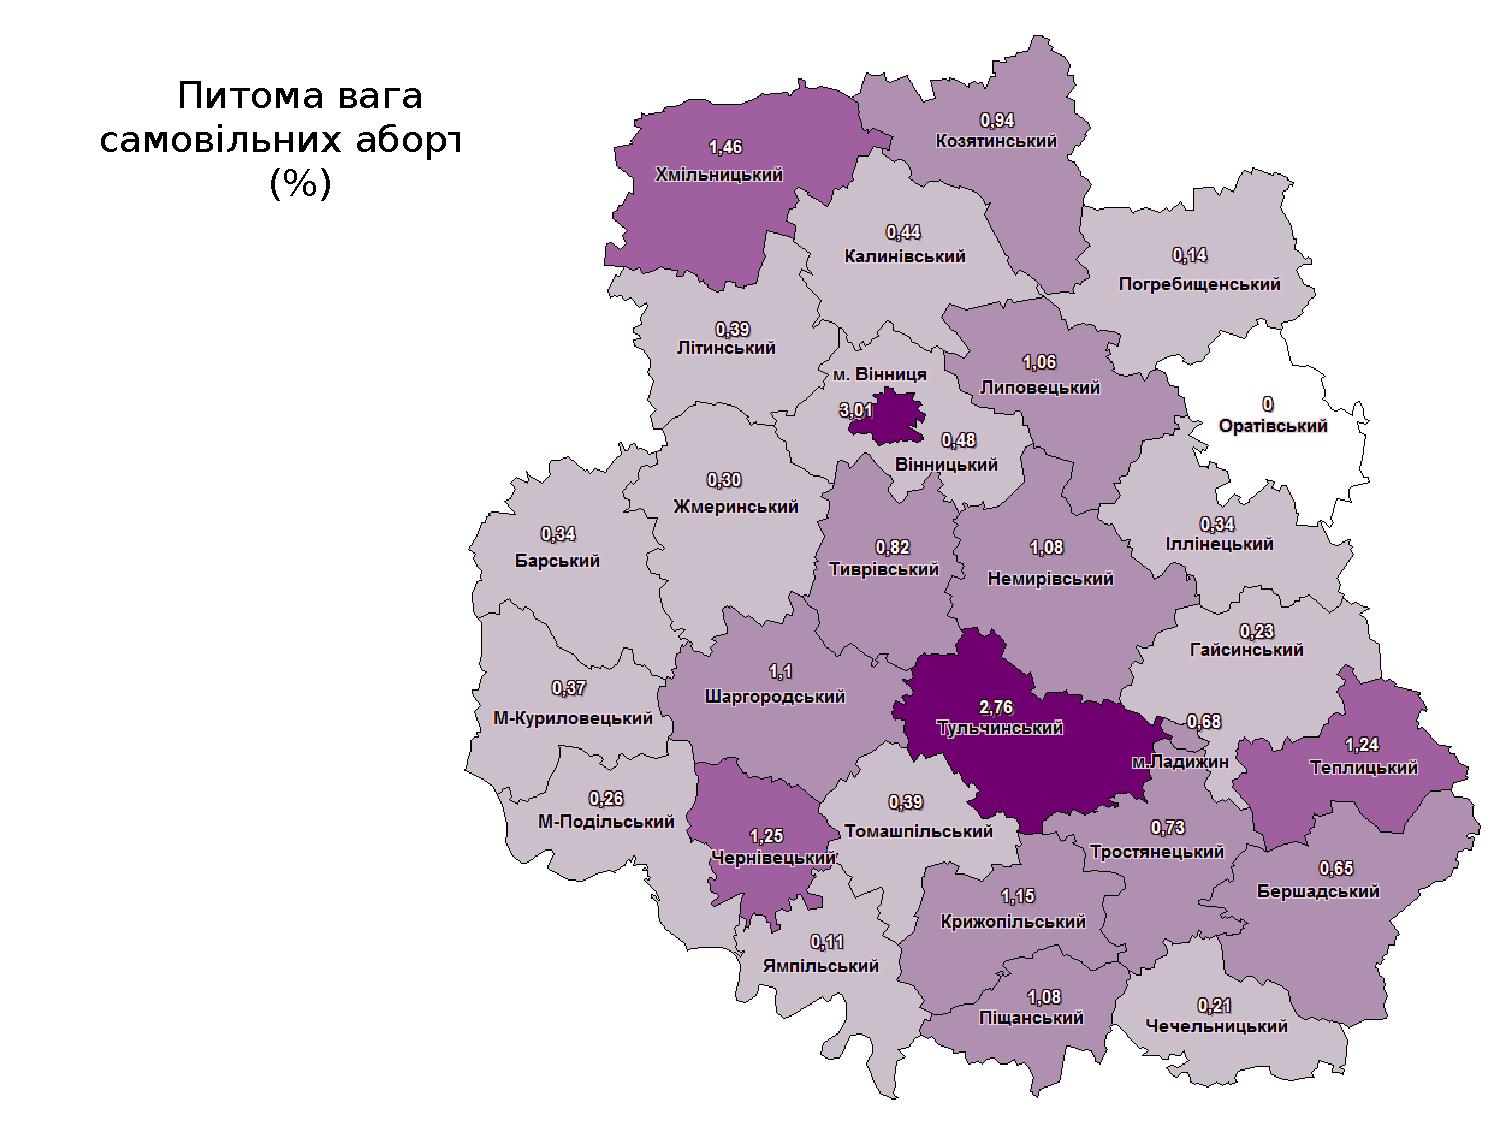 Питома вага
самовільних аборт
(%)
0,94
Козятинський
1,46
Хмільницький
0,44
Калинівський
0,14
Погребищенський
0,39
Літинський
1,06
Липовецький
м. Вінниця
3,01
0,48
Вінницький
0
Оратівський
0,30
Жмеринський
0,34
Барський
0,82
Тиврівський
1,08
Немирівський
0,34
Іллінецький
0,23
Гайсинський
1,1
Шаргородський
0,37
М-Куриловецький
2,76
Тульчинський
0,68
м.Ладижин
1,24
Теплицький
0,26
М-Подільський
1,25
Чернівецький
0,39
Томашпільський
0,73
Тростянецький
0,65
Бершадський
1,15
Крижопільський
0,11
Ямпільський
1,08
Піщанський
0,21
Чечельницький